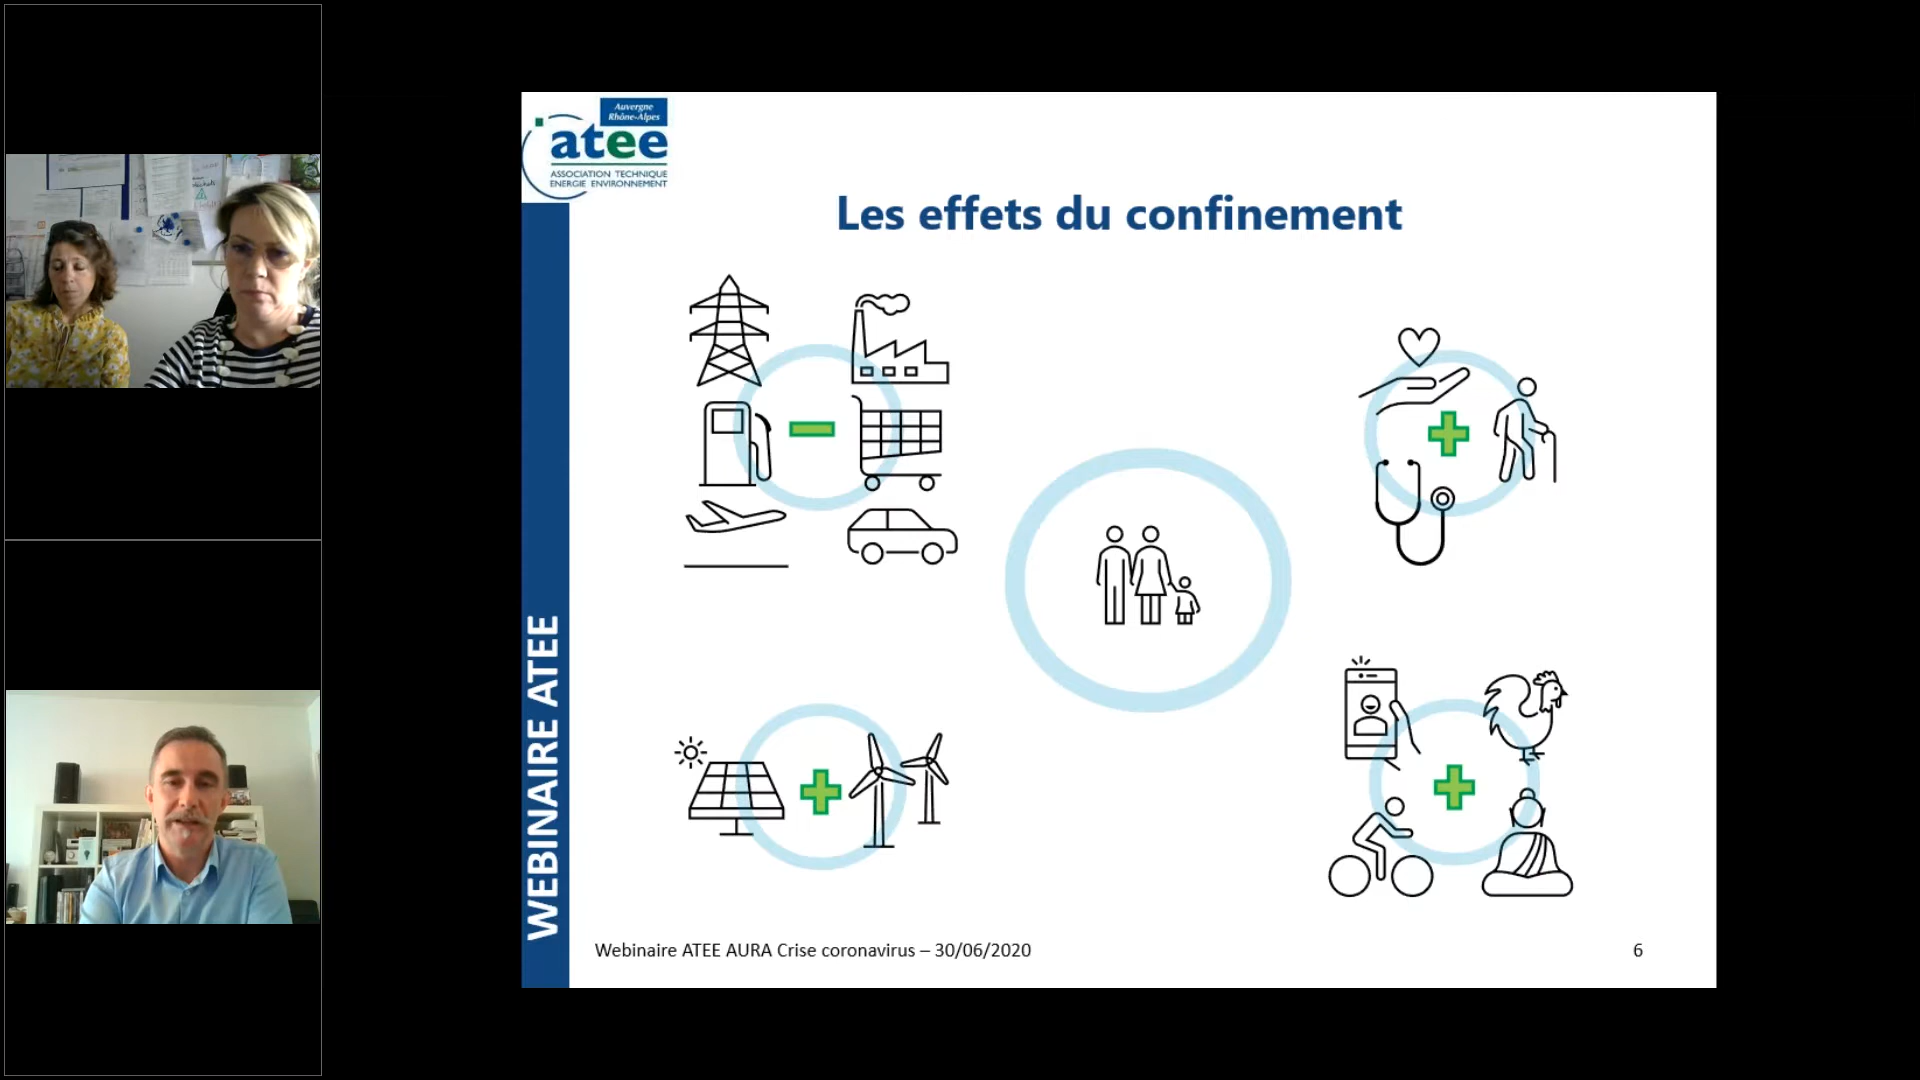 Auvergne
Rhône-Alpes
atee
ASSOCIATION TECHNIQUE
ENERGIE ENVIRONNEMENT
Les effets du confinement
WEBINAIRE ATEE
Webinaire ATEE AURA Crise coronavirus – 30/06/2020
6